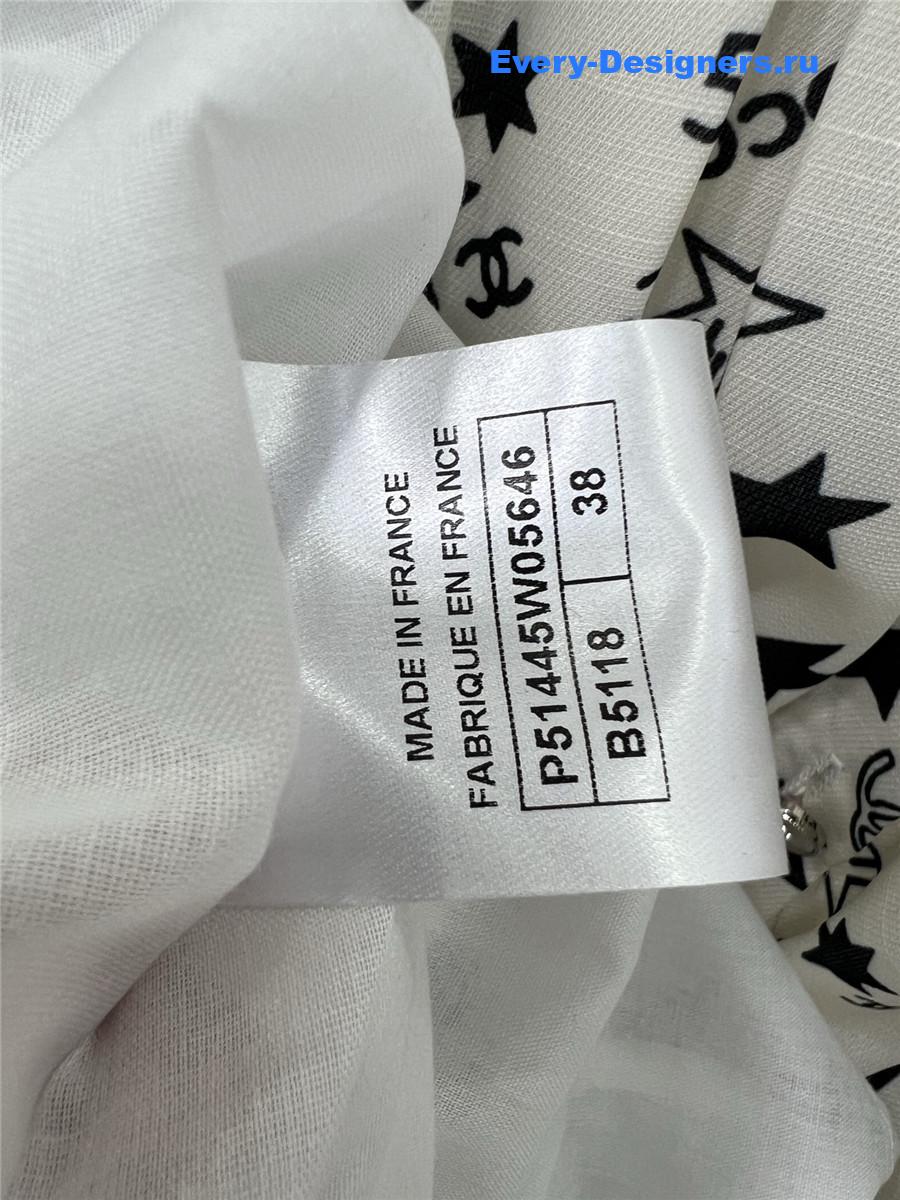 Every-Designers.ru
MADE IN FRANCE
FABRIQUE EN FRANCE
P51445W05646
B5118 38